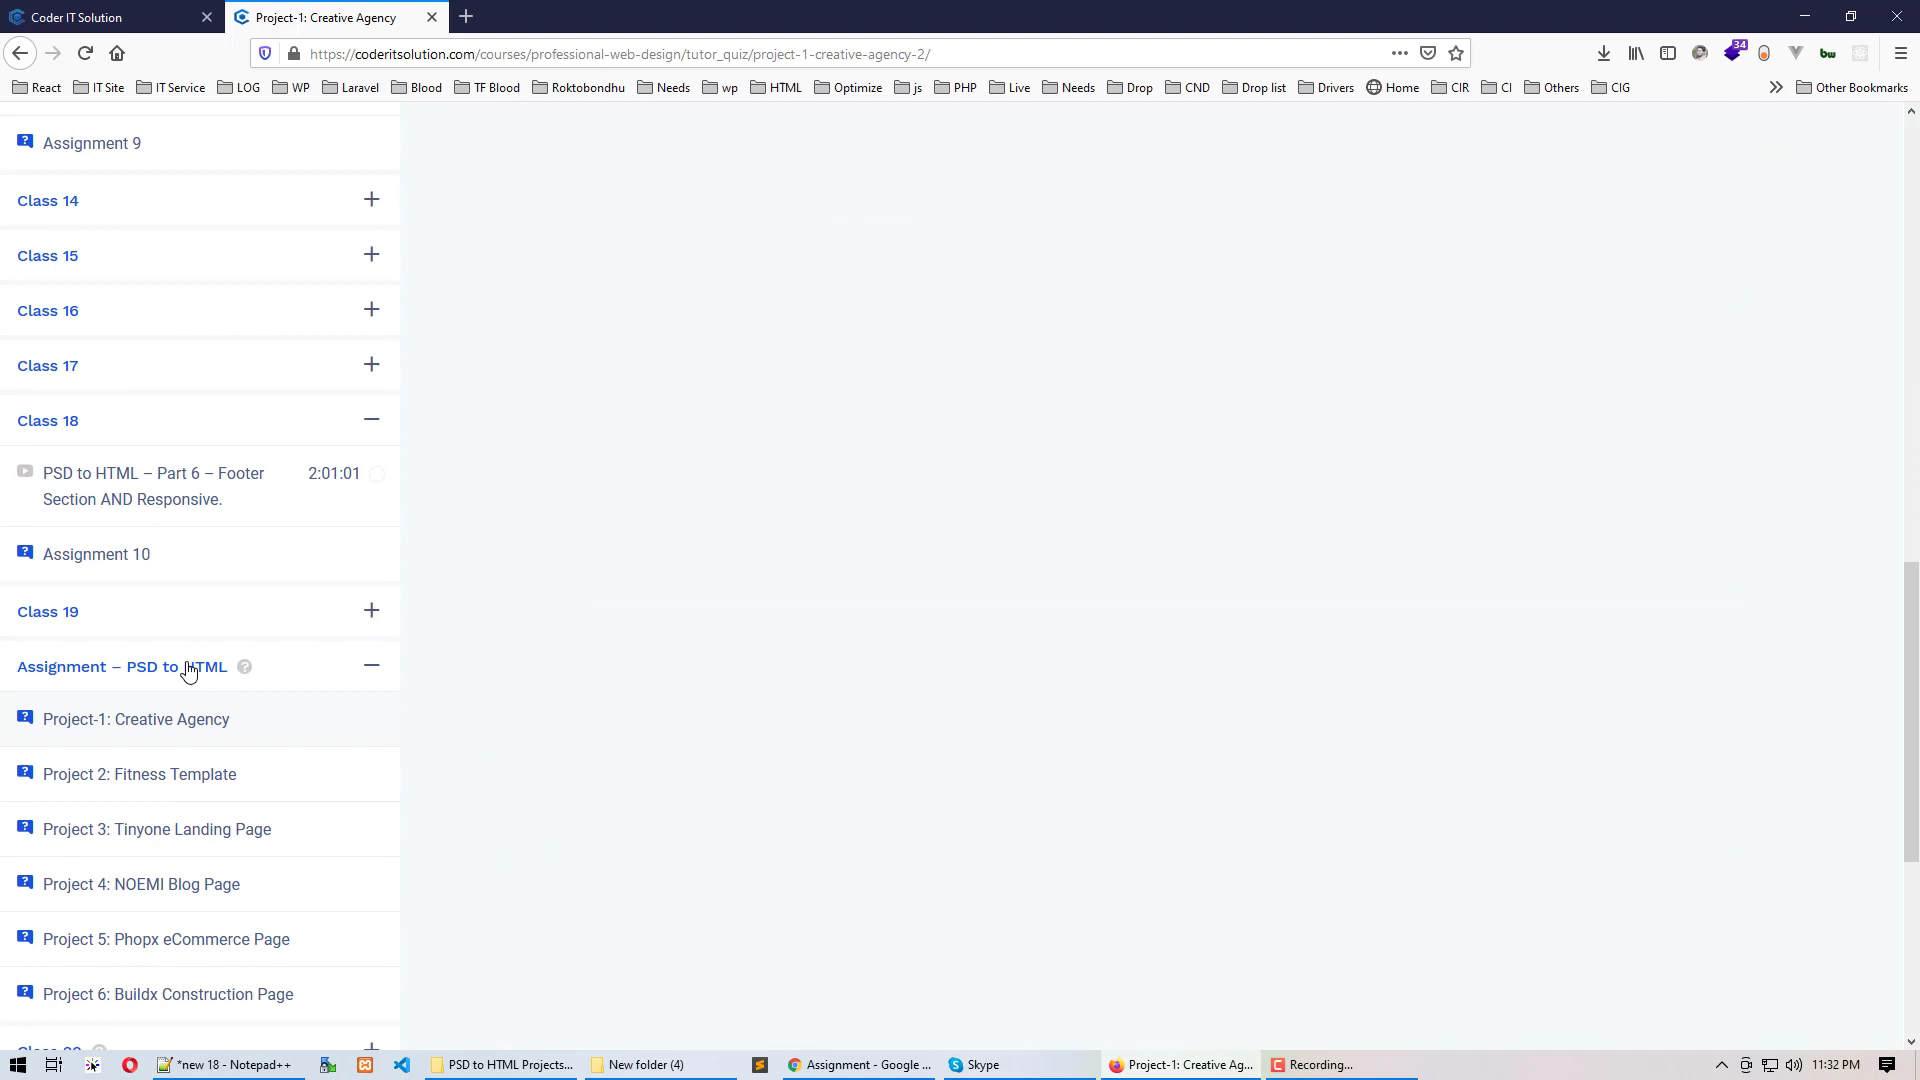 Coder IT Solution
Project-1: Creative Agency
https://coderitsolution.com/courses/professional-web-design/tutor_quiz/project-1-creative-agency-2/
34
bw
React IT Site IT Service LOG WP Laravel Blood TF Blood Roktobondhu Needs wp HTML Optimize js PHP Live Needs Drop CND Drop list Drivers Home CIR CI Others CIG Other Bookmarks
Assignment 9
Class 14
Class 15
Class 16
Class 17
Class 18
PSD to HTML – Part 6 – Footer 2:01:01
Section AND Responsive.
Assignment 10
Class 19
Assignment – PSD to HTML
Project-1: Creative Agency
Project 2: Fitness Template
Project 3: Tinyone Landing Page
Project 4: NOEMI Blog Page
Project 5: Phopx eCommerce Page
Project 6: Buildx Construction Page
*new 18 - Notepad++ PSD to HTML Projects... New folder (4) Assignment - Google ... Skype Project-1: Creative Ag... Recording... 11:32 PM